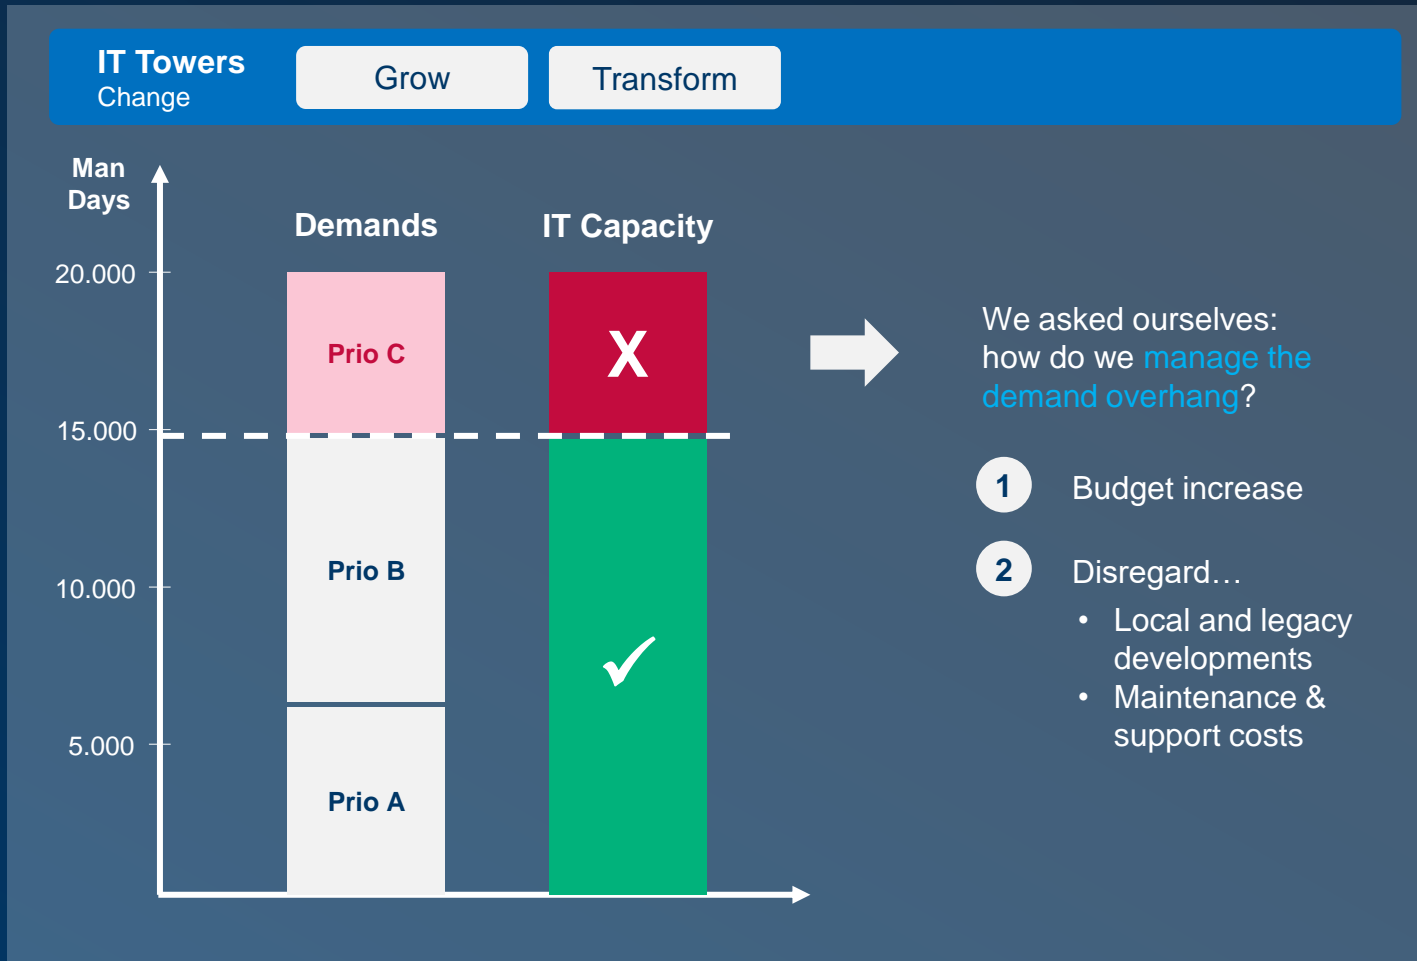 IT Towers
Change
Grow
Transform
Man
Days
Demands
IT Capacity
20.000
15.000
10.000
5.000
Prio C
X
Prio B
Prio A
We asked ourselves:
how do we manage the
demand overhang?
1
Budget increase
2
Disregard…
• Local and legacy
developments
• Maintenance &
support costs